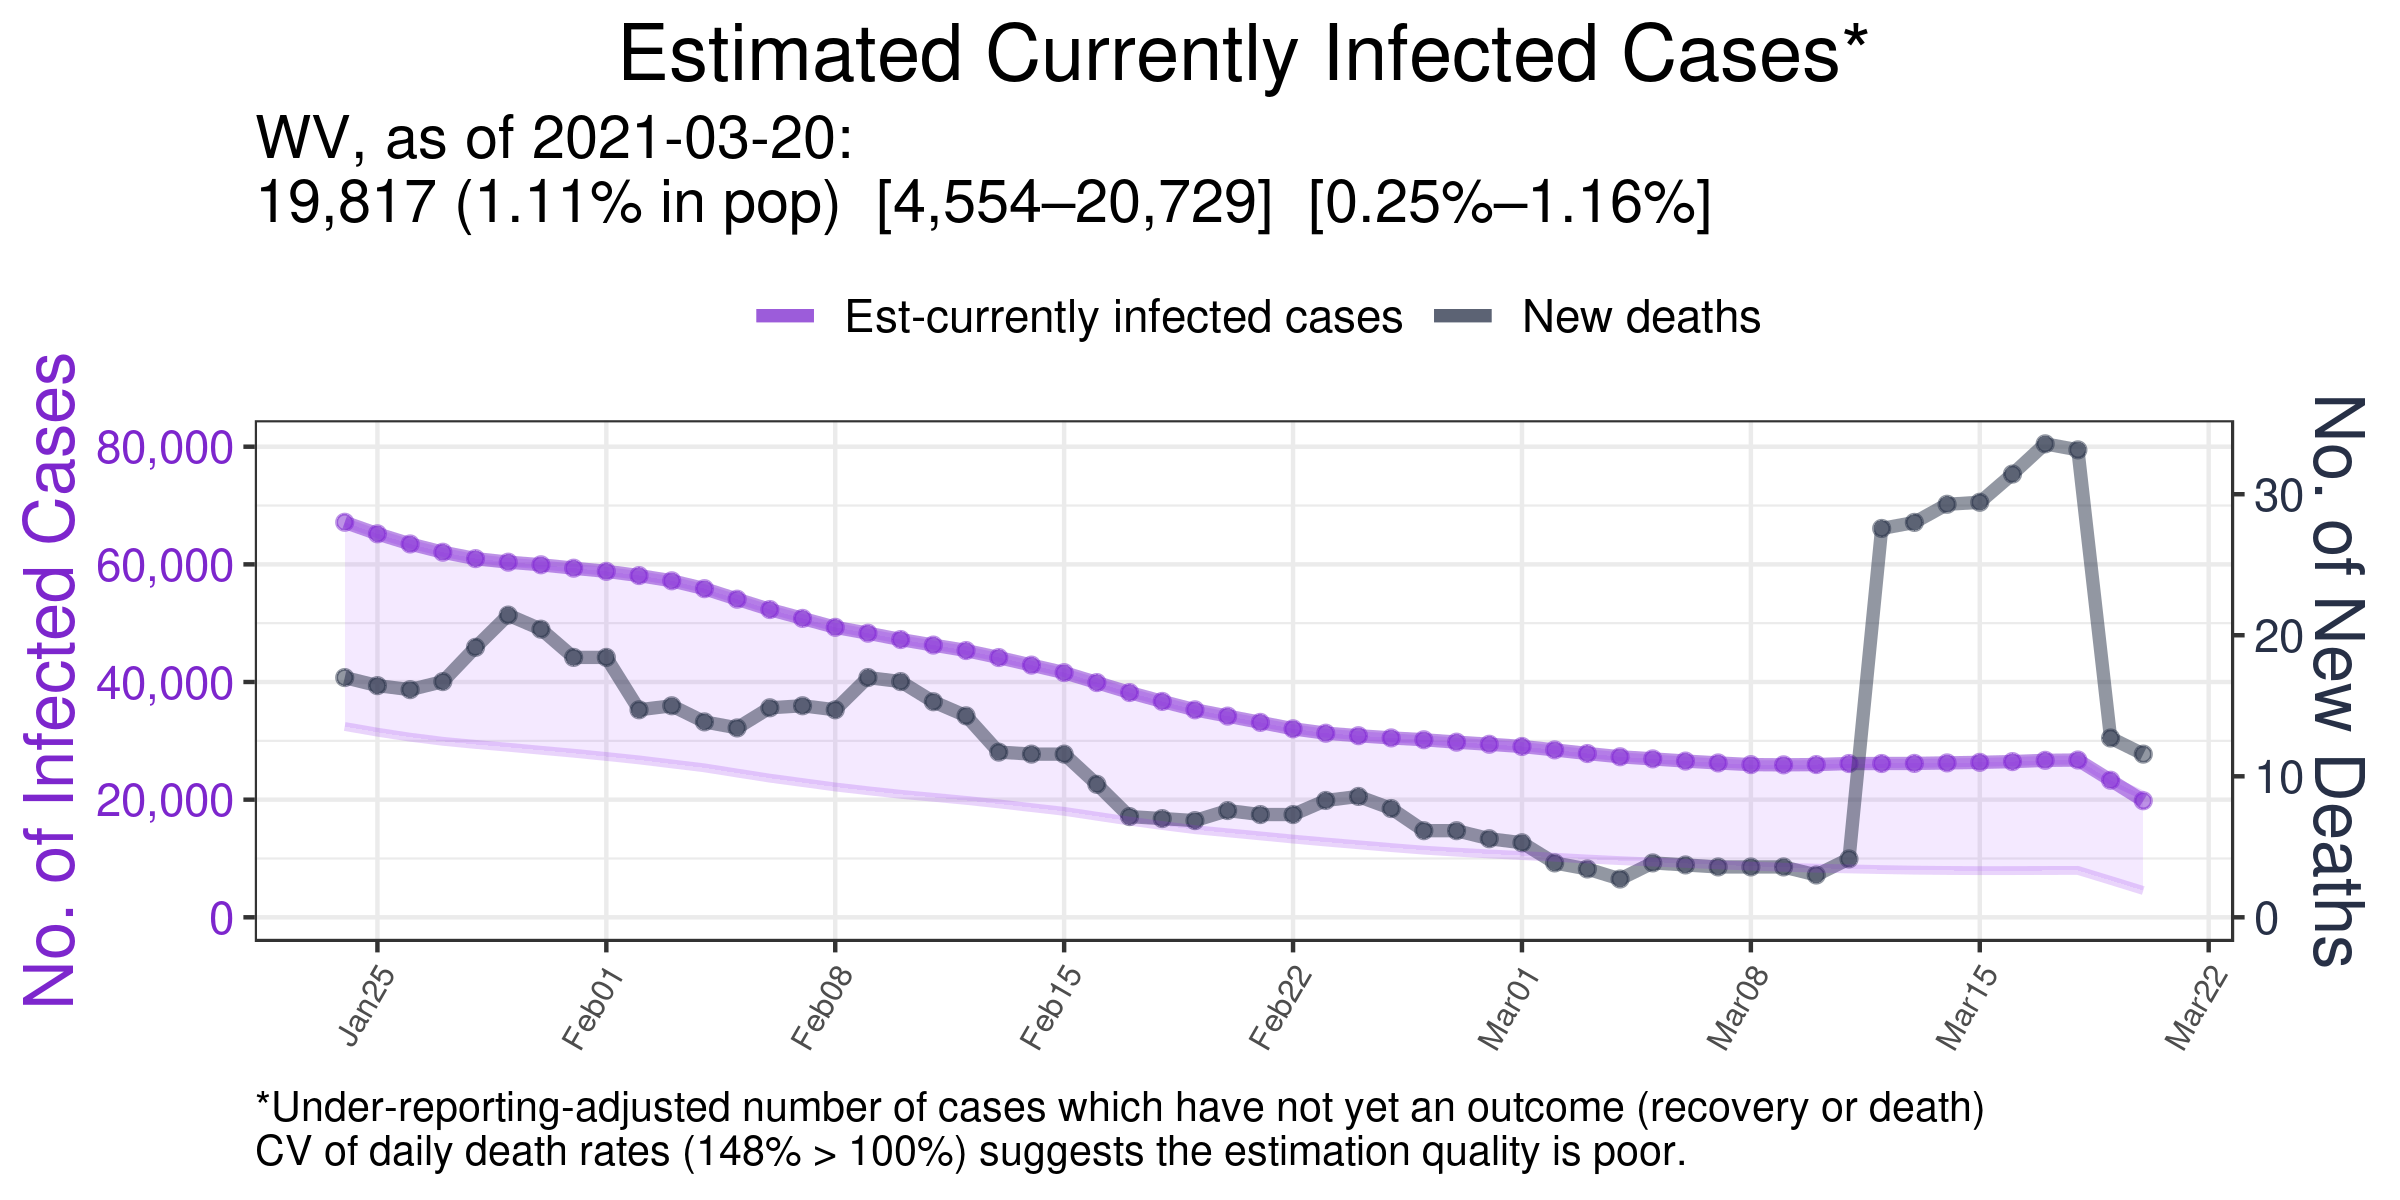 Estimated Currently Infected Cases*
WV, as of 2021-03-20:
19,817 (1.11% in pop)  [4,554–20,729]  [0.25%–1.16%]
Est-currently infected cases
New deaths
No. of Infected Cases
80,000
60,000
40,000
20,000
0
No. of New Deaths
30
20
10
0
Jan25
Feb01
Feb08
Feb15
Feb22
Mar01
Mar08
Mar15
Mar22
*Under-reporting-adjusted number of cases which have not yet an outcome (recovery or death)
CV of daily death rates (148% > 100%) suggests the estimation quality is poor.